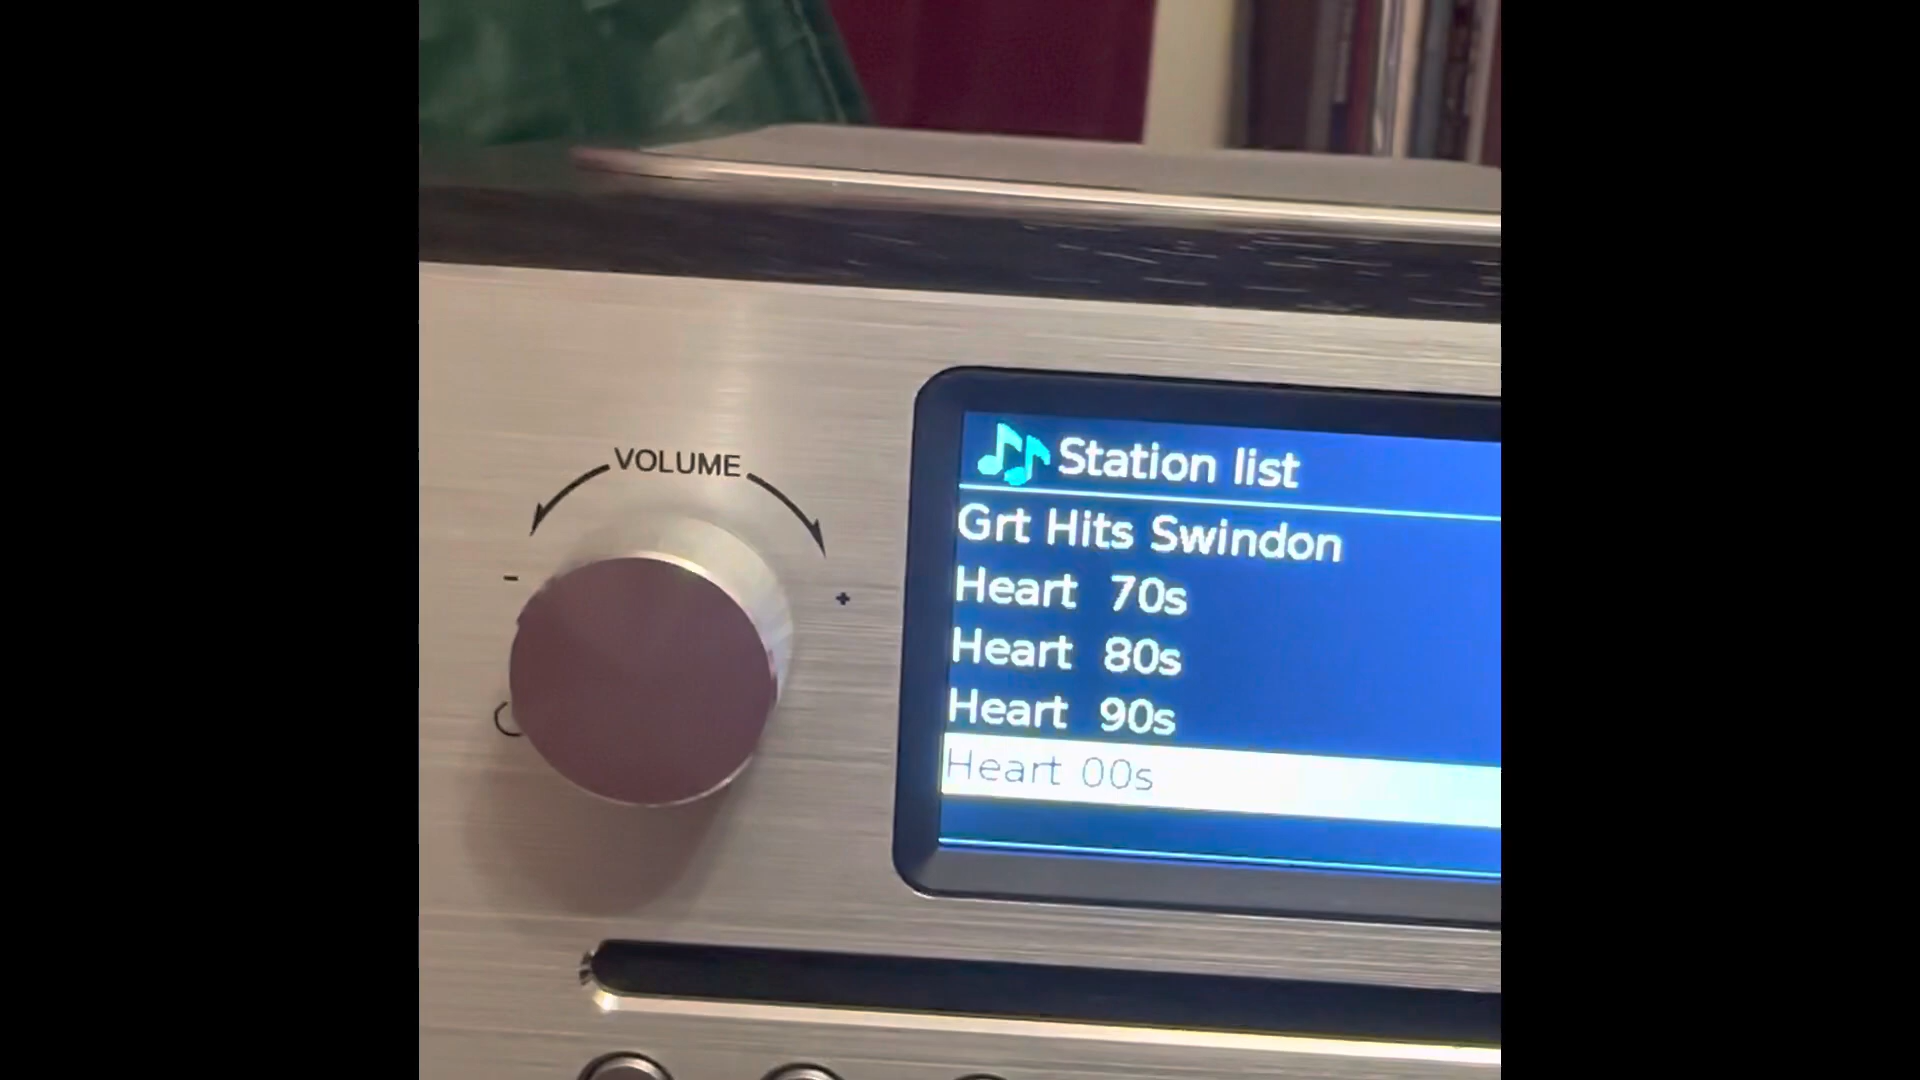 VOLUME
- +
Station list
Grt Hits Swindon
Heart 70s
Heart 80s
Heart 90s
Heart 00s